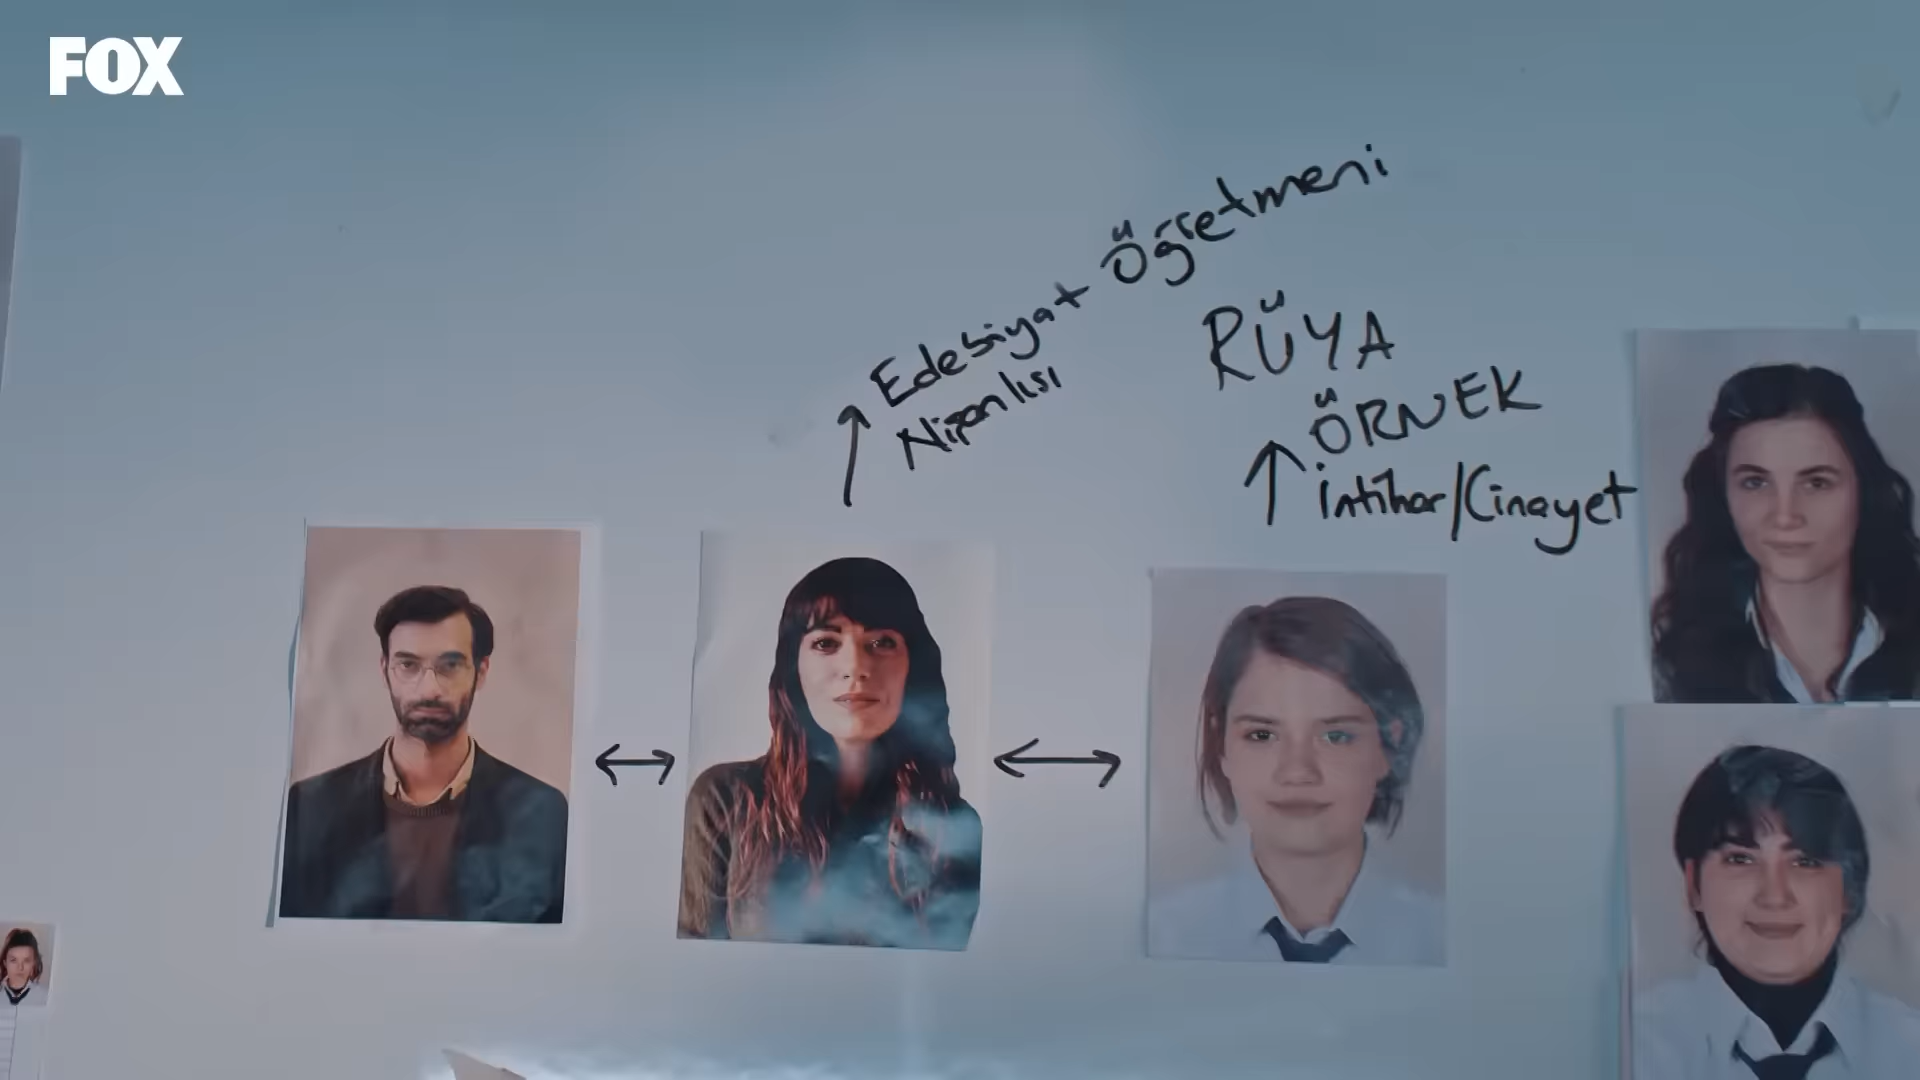 FOX
Edebiyat Öğretmeni
Nişanlısı
RÜYA
ÖRNEK
İntihar/Cinayet